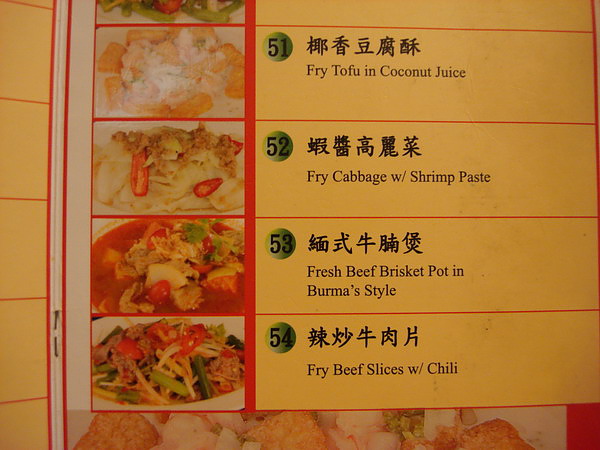 51 椰香豆腐酥
Fry Tofu in Coconut Juice
52 蝦醬高麗菜
Fry Cabbage w/ Shrimp Paste
53 緬式牛腩煲
Fresh Beef Brisket Pot in
Burma's Style
54 辣炒牛肉片
Fry Beef Slices w/ Chili